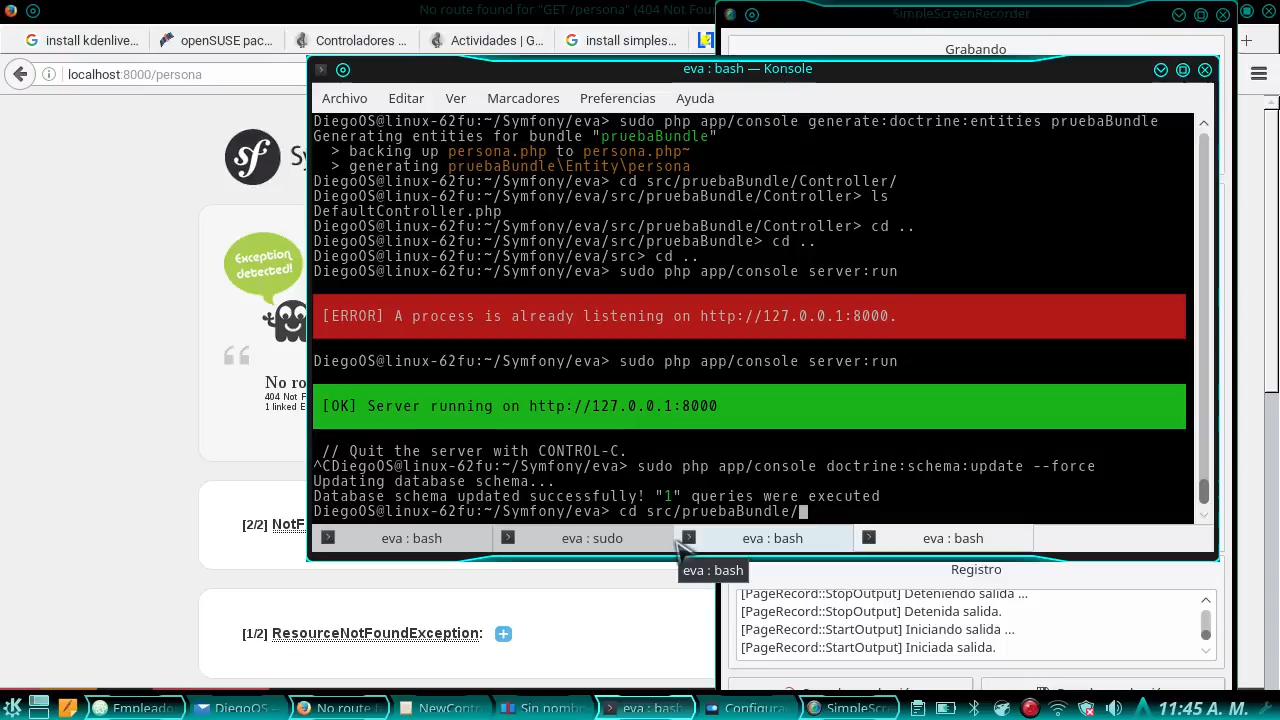 No route found for "GET /persona" (404 Not Foun
SimpleScreenRecorder
install kdenlive...
openSUSE pac...
Controladores ...
Actividades | G...
install simples...
Grabando
localhost:8000/persona
eva : bash — Konsole
Archivo
Editar
Ver
Marcadores
Preferencias
Ayuda
DiegoOS@linux-62fu:~/Symfony/eva> sudo php app/console generate:doctrine:entities pruebaBundle
Generating entities for bundle "pruebaBundle"
> backing up persona.php to persona.php~
> generating pruebaBundle\Entity\persona
DiegoOS@linux-62fu:~/Symfony/eva> cd src/pruebaBundle/Controller/
DiegoOS@linux-62fu:~/Symfony/eva/src/pruebaBundle/Controller> ls
DefaultController.php
DiegoOS@linux-62fu:~/Symfony/eva/src/pruebaBundle/Controller> cd ..
DiegoOS@linux-62fu:~/Symfony/eva/src/pruebaBundle> cd ..
DiegoOS@linux-62fu:~/Symfony/eva/src> cd ..
DiegoOS@linux-62fu:~/Symfony/eva> sudo php app/console server:run
[ERROR] A process is already listening on http://127.0.0.1:8000.
DiegoOS@linux-62fu:~/Symfony/eva> sudo php app/console server:run
[OK] Server running on http://127.0.0.1:8000
// Quit the server with CONTROL-C.
^CDiegoOS@linux-62fu:~/Symfony/eva> sudo php app/console doctrine:schema:update --force
Updating database schema...
Database schema updated successfully! "1" queries were executed
DiegoOS@linux-62fu:~/Symfony/eva> cd src/pruebaBundle/
eva : bash
eva : sudo
eva : bash
eva : bash
eva : bash
sf Sy
Exception detected!
No ro
404 Not F
1 linked E
[2/2] NotF
[1/2] ResourceNotFoundException:
Registro
[PageRecord::StopOutput] Deteniendo salida ...
[PageRecord::StopOutput] Detenida salida.
[PageRecord::StartOutput] Iniciando salida ...
[PageRecord::StartOutput] Iniciada salida.
Empleado
DiegoOS —
No route f
NewContr
Sin nomb
eva : bash
Configura
SimpleScr
11:45 A. M.